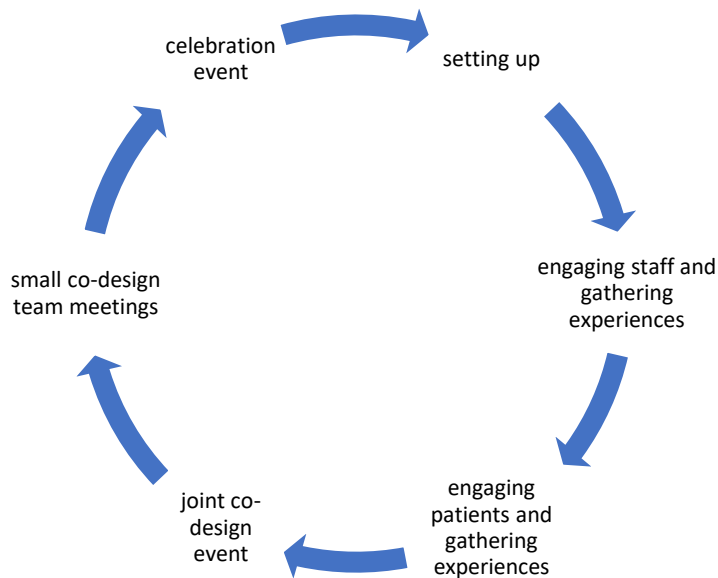 setting up
engaging staff and
gathering
experiences
engaging
patients and
gathering
experiences
joint co-
design
event
small co-design
team meetings
celebration
event